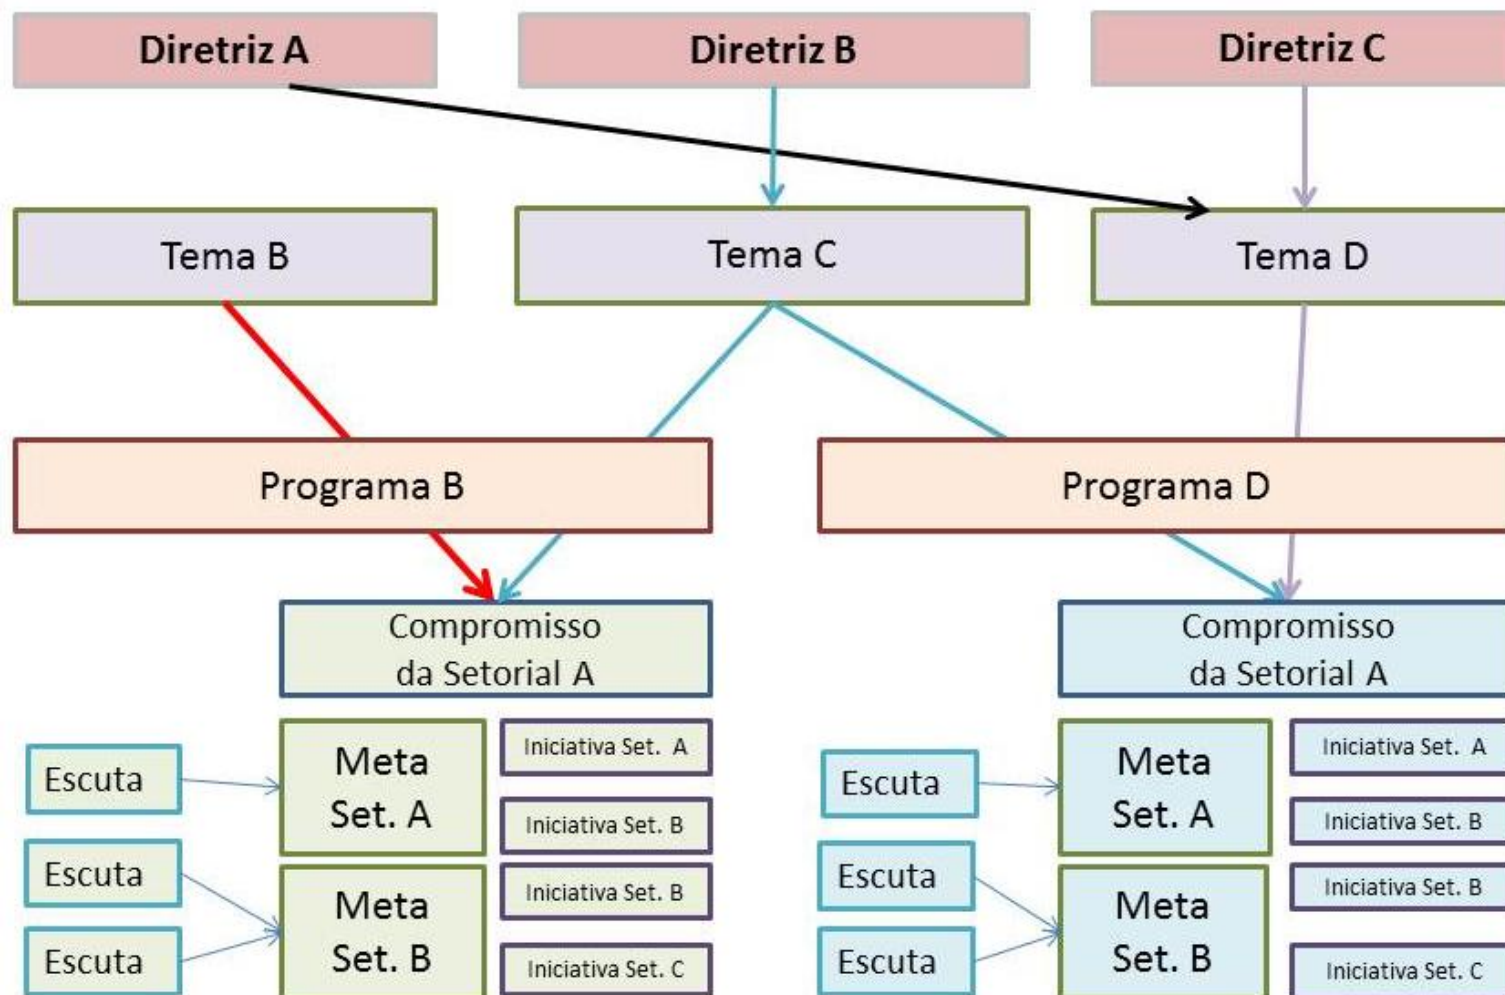 Diretriz A
Diretriz B
Diretriz C
Tema B
Tema C
Tema D
Programa B
Programa D
Compromisso
da Setorial A
Compromisso
da Setorial A
Escuta
Escuta
Escuta
Meta
Set. A
Meta
Set. B
Iniciativa Set. A
Iniciativa Set. B
Iniciativa Set. B
Iniciativa Set. C
Escuta
Escuta
Escuta
Meta
Set. A
Meta
Set. B
Iniciativa Set. A
Iniciativa Set. B
Iniciativa Set. B
Iniciativa Set. C